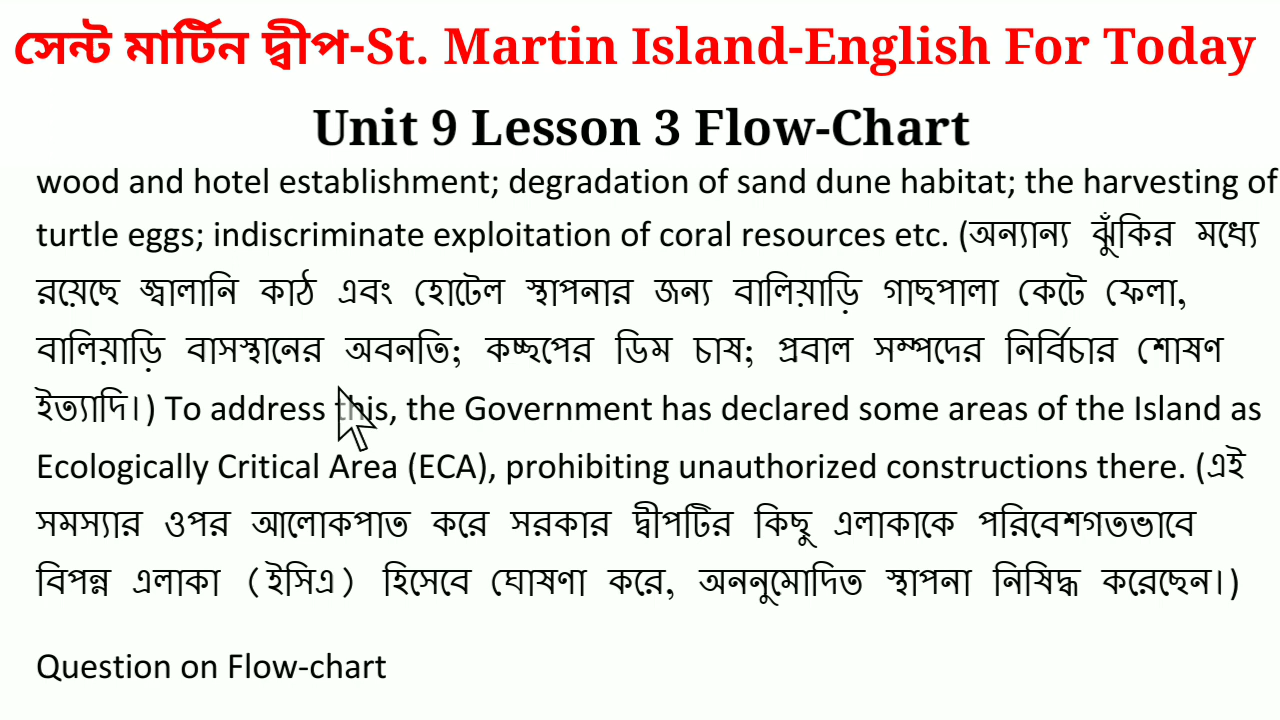 সেন্ট মার্টিন দ্বীপ-St. Martin Island-English For Today
Unit 9 Lesson 3 Flow-Chart
wood and hotel establishment; degradation of sand dune habitat; the harvesting of
turtle eggs; indiscriminate exploitation of coral resources etc. (অন্যান্য ঝুঁকির মধ্যে
রয়েছে জ্বালানি কাঠ এবং হোটেল স্থাপনার জন্য বালিয়াড়ি গাছপালা কেটে ফেলা,
বালিয়াড়ি বাসস্থানের অবনতি; কচ্ছপের ডিম চাষ; প্রবাল সম্পদের নির্বিচার শোষণ
ইত্যাদি।) To address this, the Government has declared some areas of the Island as
Ecologically Critical Area (ECA), prohibiting unauthorized constructions there. (এই
সমস্যার ওপর আলোকপাত করে সরকার দ্বীপটির কিছু এলাকাকে পরিবেশগতভাবে
বিপন্ন এলাকা (ইসিএ) হিসেবে ঘোষণা করে, অননুমোদিত স্থাপনা নিষিদ্ধ করেছেন।)
Question on Flow-chart